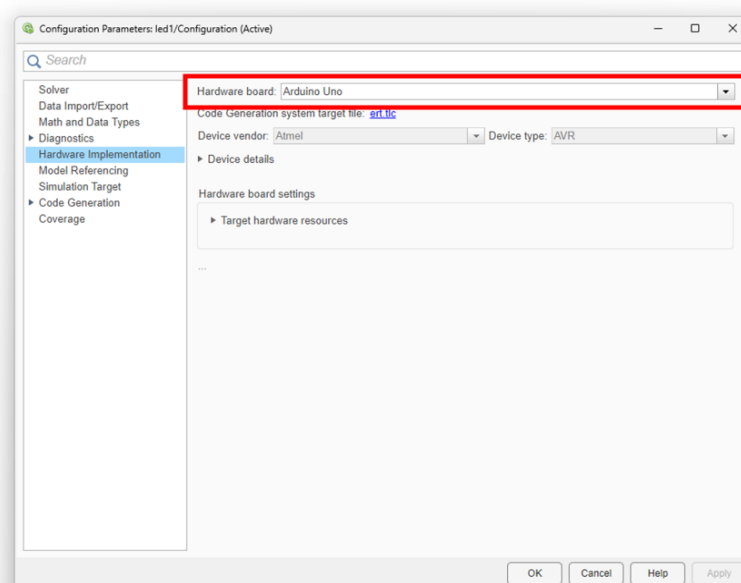 Configuration Parameters: led1/Configuration (Active)
Search
Solver
Data Import/Export
Math and Data Types
Diagnostics
Hardware Implementation
Model Referencing
Simulation Target
Code Generation
Coverage
Hardware board: Arduino Uno
Code Generation system target file: ert.tlc
Device vendor: Atmel Device type: AVR
Device details
Hardware board settings
Target hardware resources
...
OK Cancel Help Apply